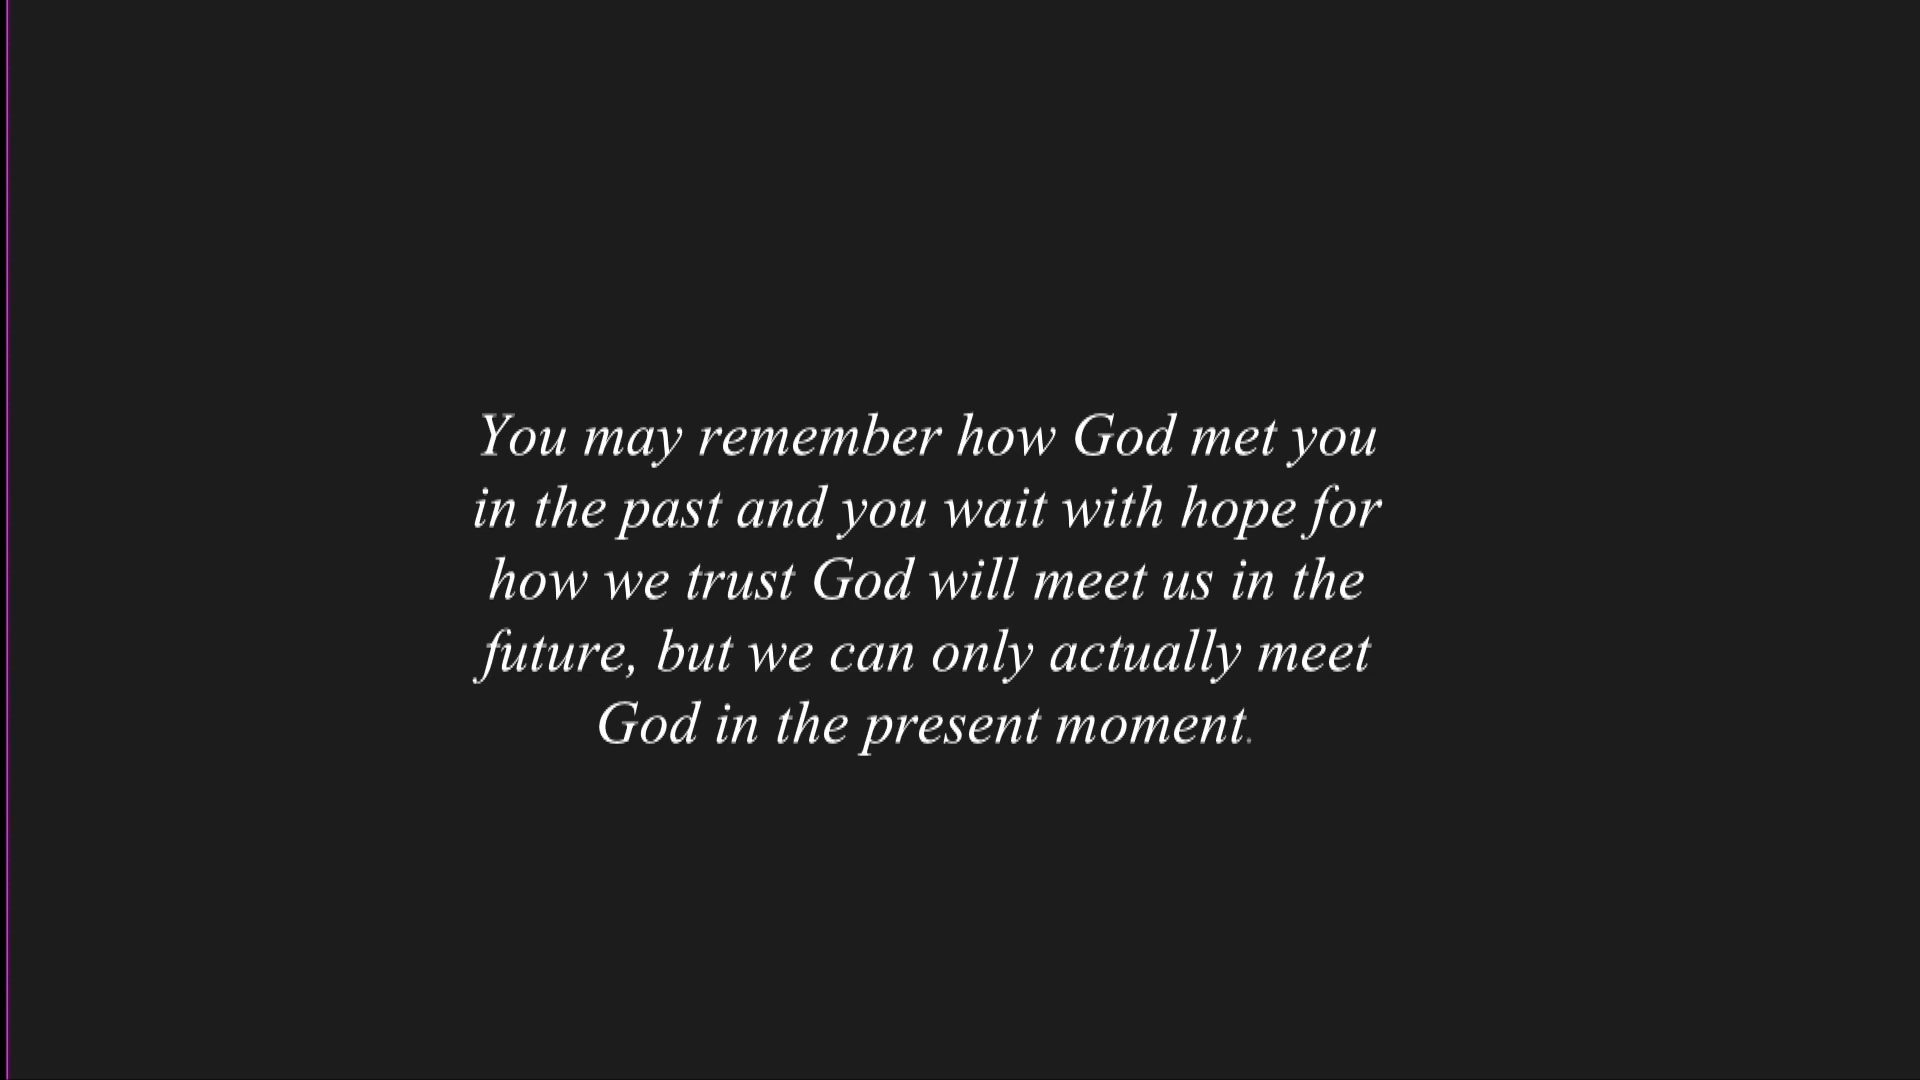 You may remember how God met you
in the past and you wait with hope for
how we trust God will meet us in the
future, but we can only actually meet
God in the present moment.